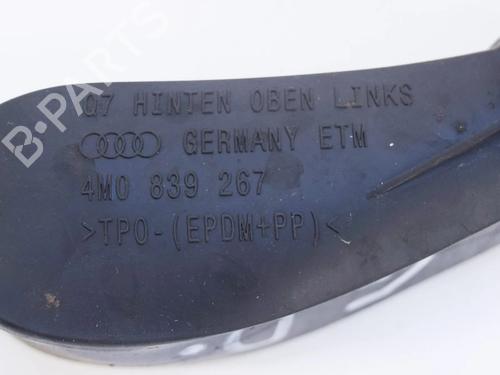 B-PARTS
Q7 HINTEN OBEN LINKS
GERMANY ETM
4M0 839 267
>TPO-(EPDM+PP)<